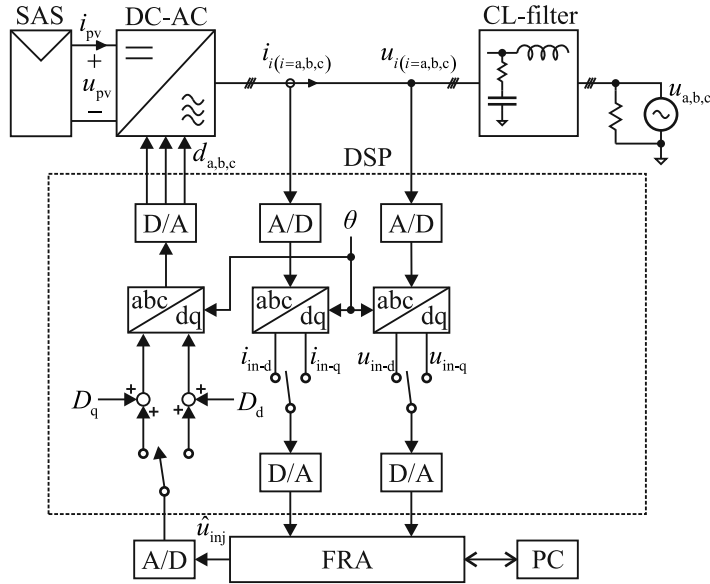 SAS
DC-AC
CL-filter
i_pv
+
u_pv
−
i_i(i=a,b,c)
u_i(i=a,b,c)
u_a,b,c
d_a,b,c
DSP
D/A
A/D
θ
A/D
abc
dq
abc
dq
abc
dq
i_in-d
i_in-q
u_in-d
u_in-q
D_q
+
+
+
+
D_d
D/A
D/A
û_inj
A/D
FRA
PC